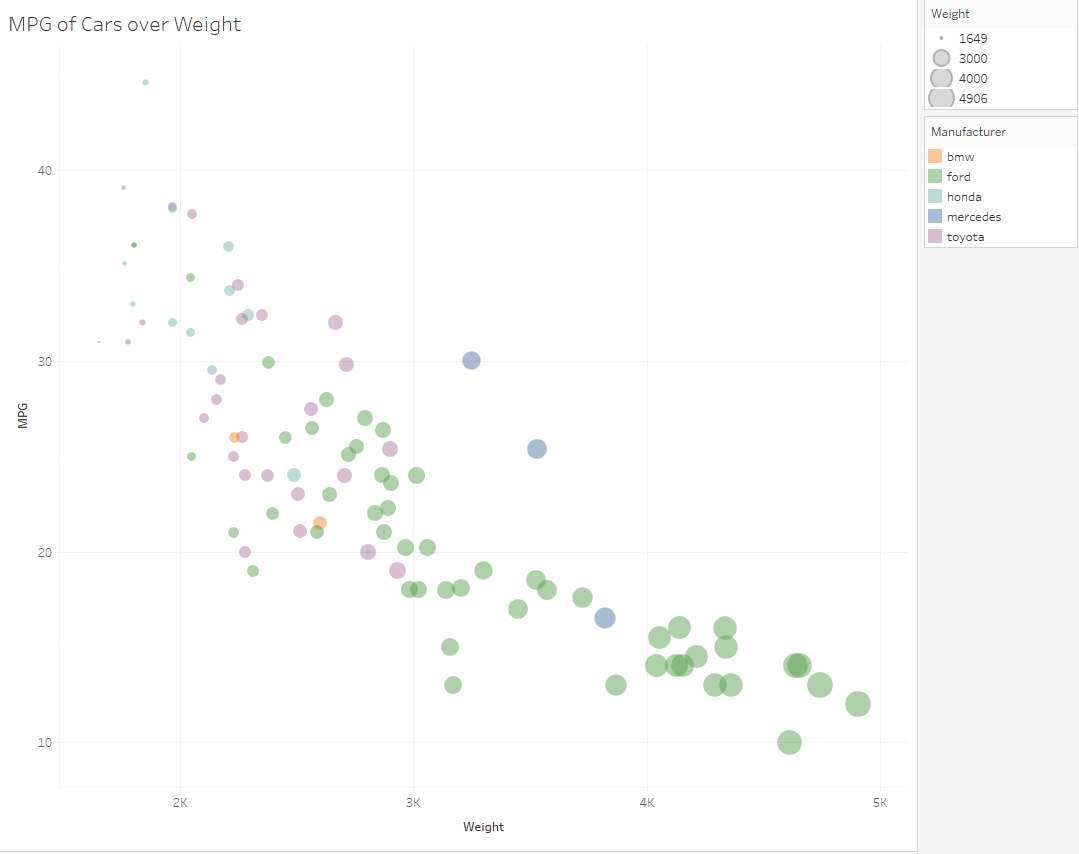 MPG of Cars over Weight
40
30
20
10
MPG
2K
3K
4K
5K
Weight
Weight
1649
3000
4000
4906
Manufacturer
bmw
ford
honda
mercedes
toyota